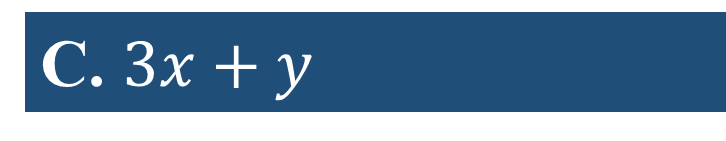 C. 3𝑥 + 𝑦